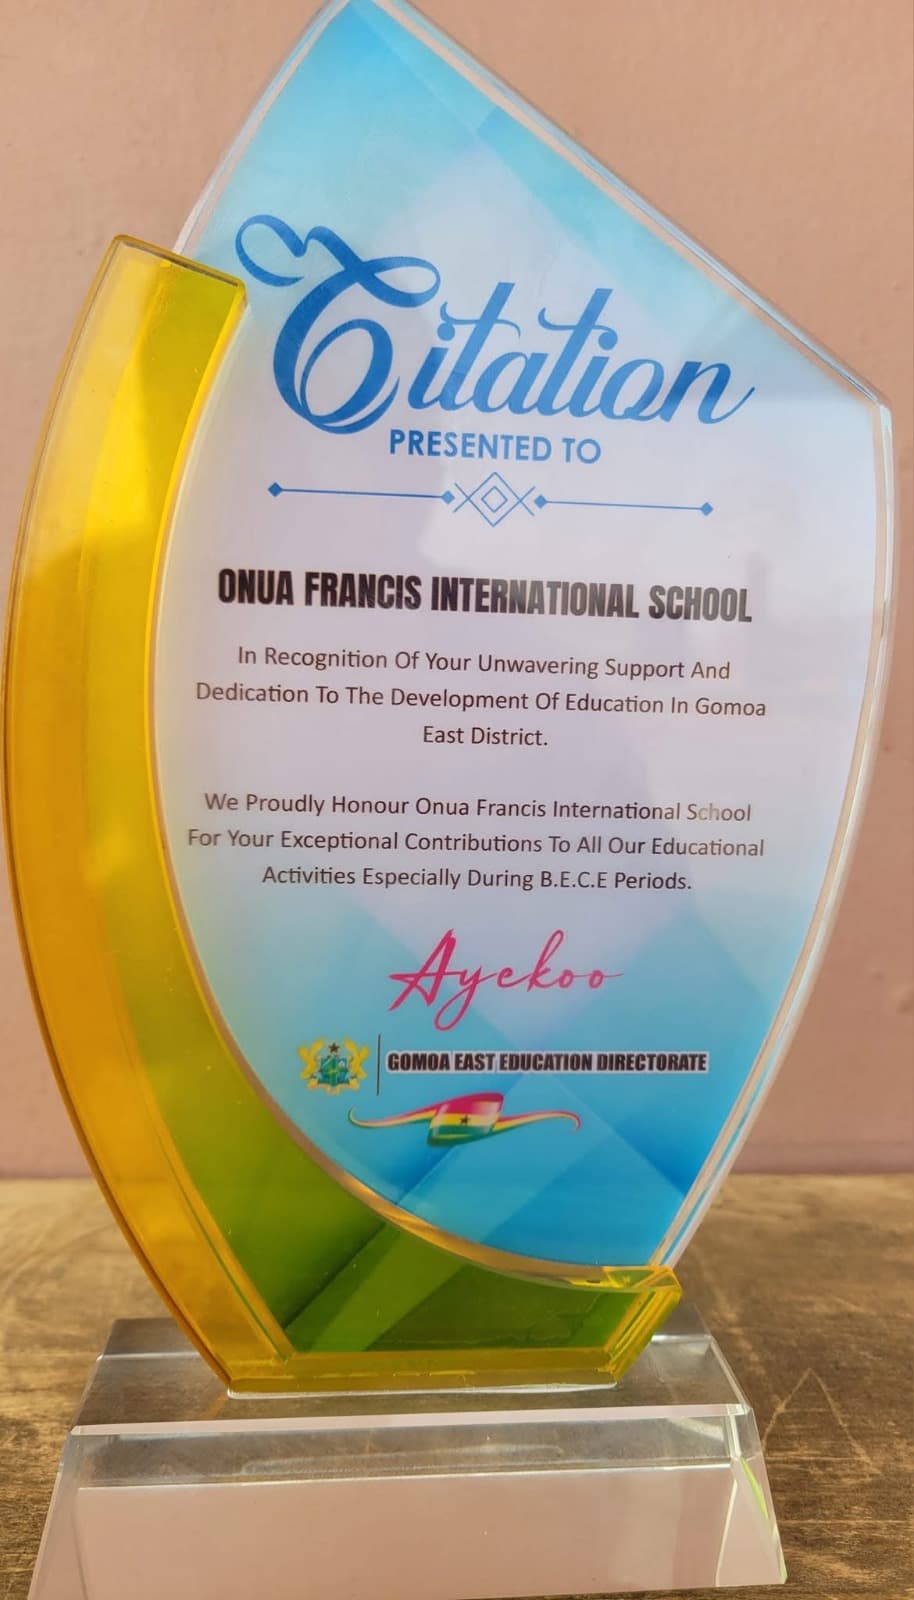 Citation
PRESENTED TO
ONUA FRANCIS INTERNATIONAL SCHOOL
In Recognition Of Your Unwavering Support And
Dedication To The Development Of Education In Gomoa
East District.
We Proudly Honour Onua Francis International School
For Your Exceptional Contributions To All Our Educational
Activities Especially During B.E.C.E Periods.
Ayekoo
GOMOA EAST EDUCATION DIRECTORATE